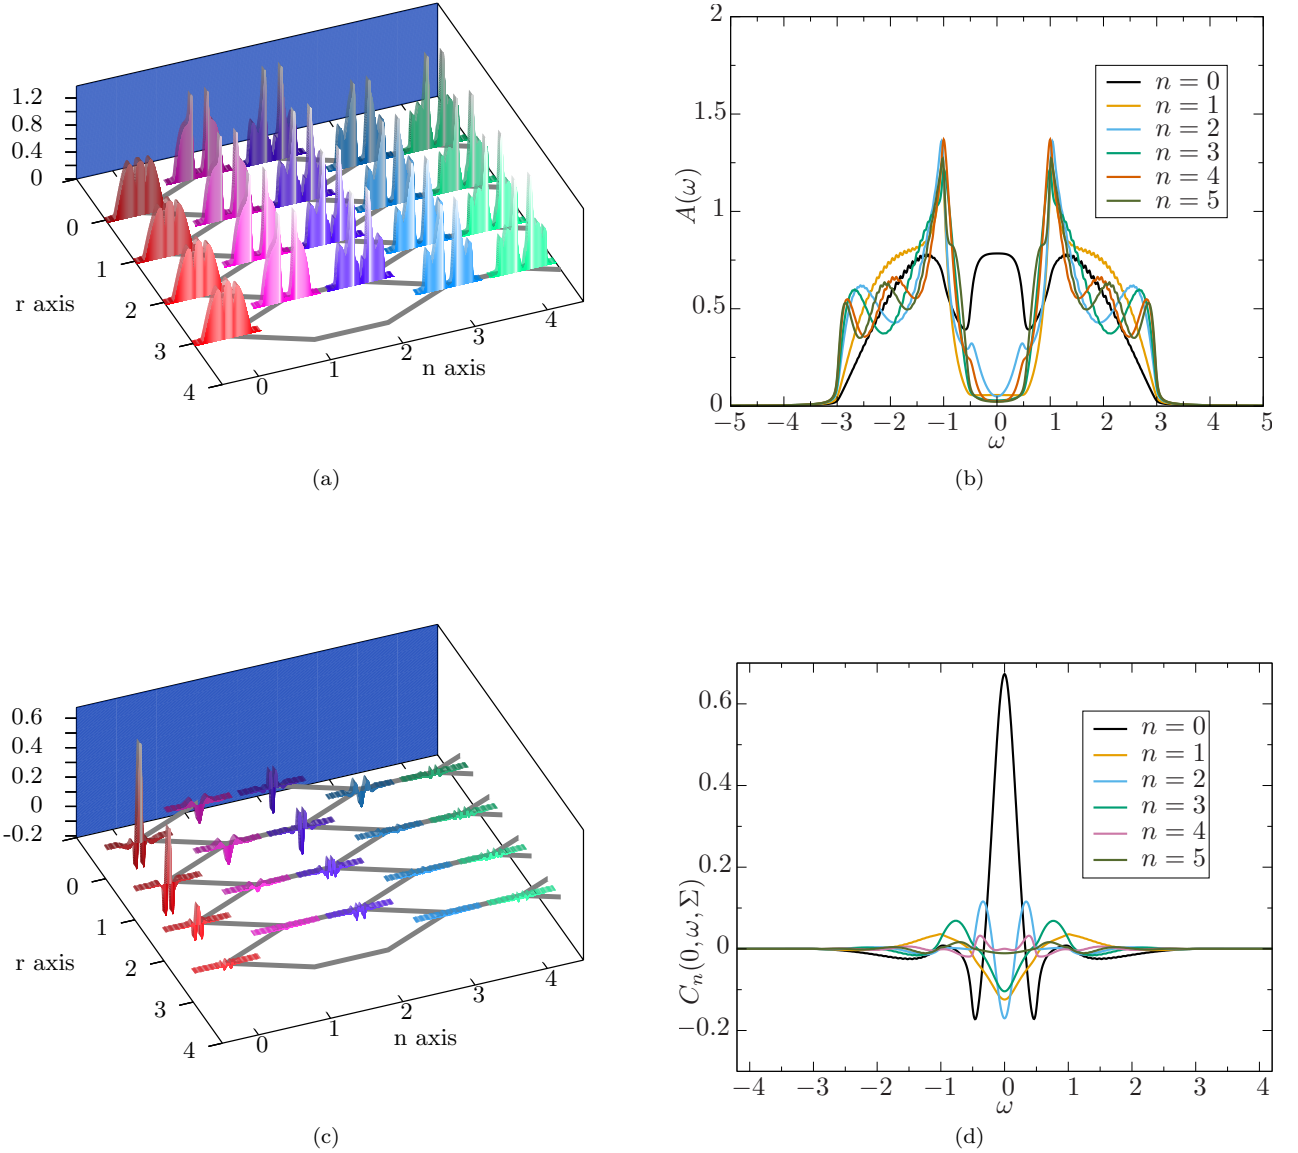 1.2
0.8
0.4
0
0
1
2
3
4
r axis
0
1
2
3
4
n axis
(a)
2
1.5
1
0.5
0
A(ω)
n = 0
n = 1
n = 2
n = 3
n = 4
n = 5
−5 −4 −3 −2 −1 0 1 2 3 4 5
ω
(b)
0.6
0.4
0.2
0
-0.2
0
1
2
3
4
r axis
0
1
2
3
4
n axis
(c)
0.6
0.4
0.2
0
−0.2
C_n(0, ω, Σ)
n = 0
n = 1
n = 2
n = 3
n = 4
n = 5
−4 −3 −2 −1 0 1 2 3 4
ω
(d)